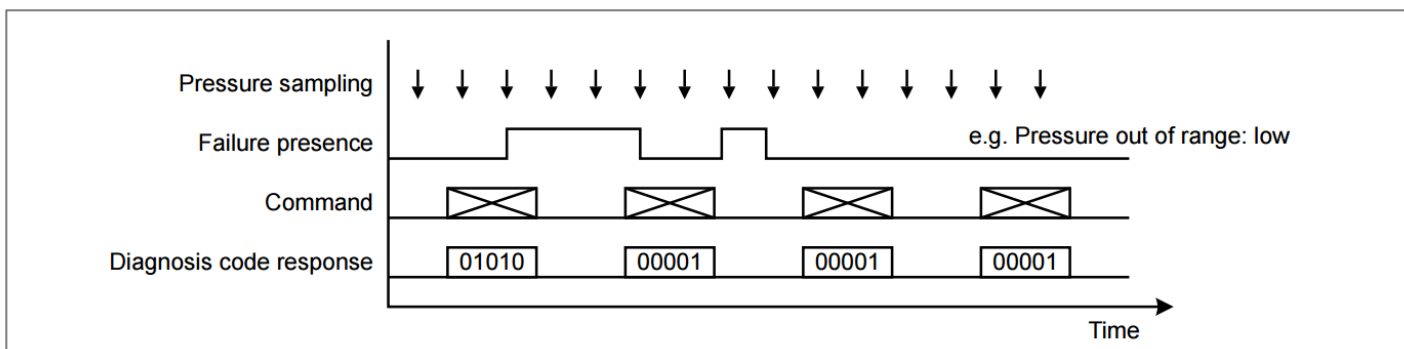 Pressure sampling
Failure presence
e.g. Pressure out of range: low
Command
Diagnosis code response
01010
00001
00001
00001
Time